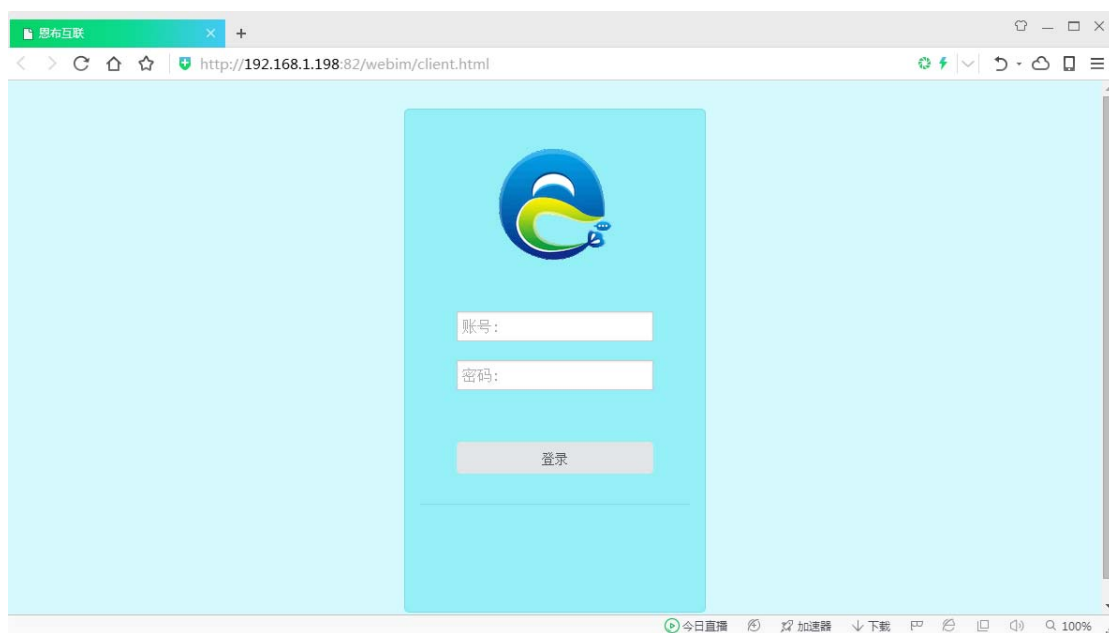 恩布互联
http://192.168.1.198:82/webim/client.html
账号:
密码:
登录
今日直播 加速器 下载 100%